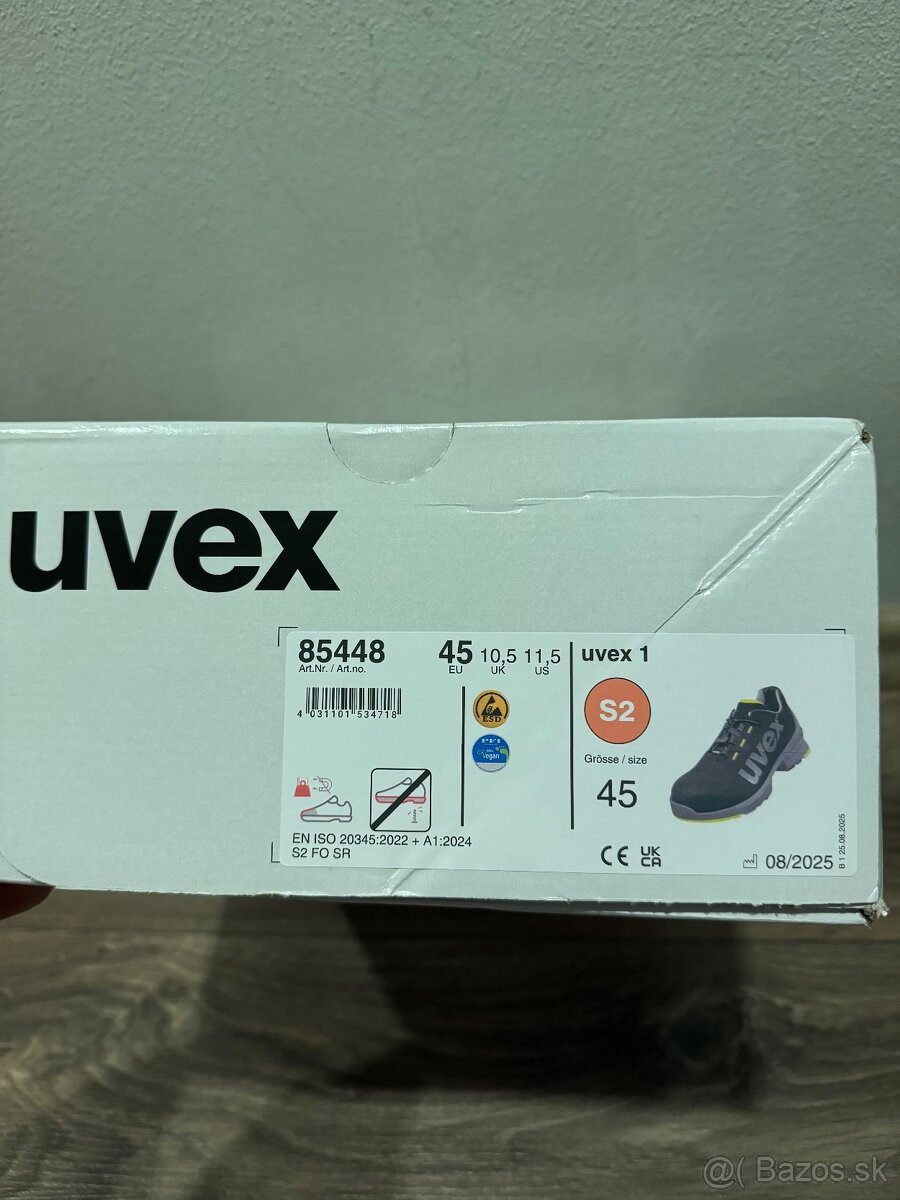 uvex
85448
Art.Nr. / Art.no.
45 10,5 11,5
EU UK US
4 031101 534718
ESD
PFI
Vegan
EN ISO 20345:2022 + A1:2024
S2 FO SR
uvex 1
S2
Grösse / size
45
uvex
CE UK CA
08/2025
B 1 25.08.2025
@( Bazos.sk